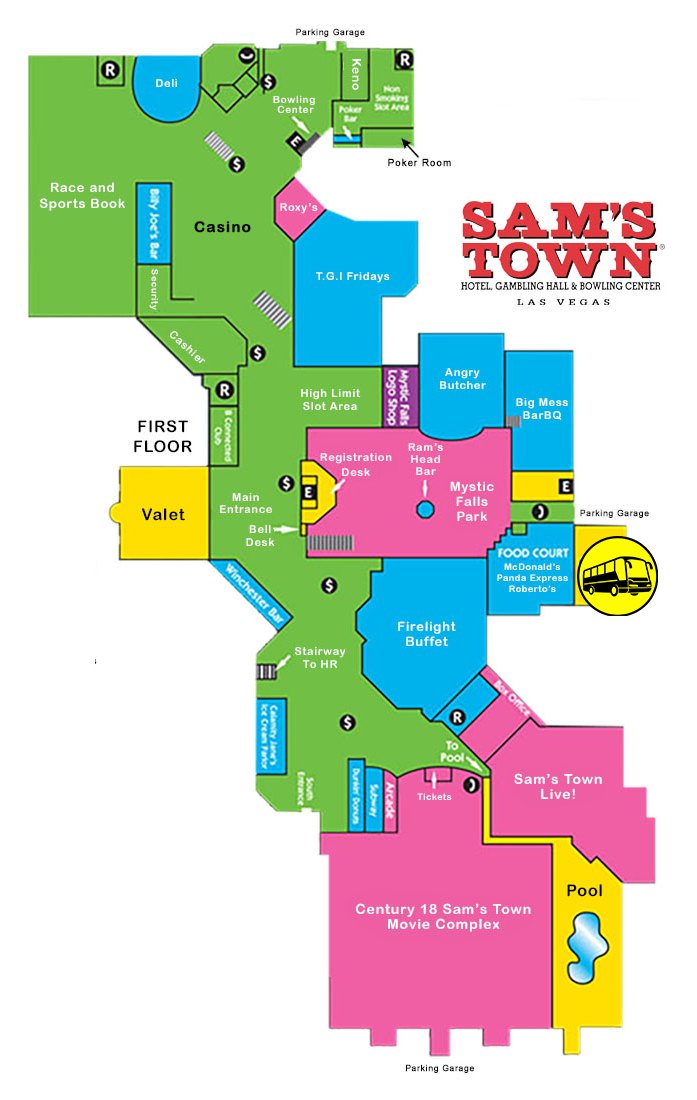 Parking Garage
R
Deli
$
Keno
R
Non
Smoking
Slot Area
Bowling
Center
Poker
Bar
E
Poker Room
$
Race and
Sports Book
Billy Joe's Bar
Casino
Roxy's
SAM'S
TOWN®
HOTEL, GAMBLING HALL & BOWLING CENTER
LAS VEGAS
T.G.I Fridays
Security
Cashier
$
R
High Limit
Slot Area
Mystic Falls
Logo Shop
Angry
Butcher
Big Mess
BarBQ
FIRST
FLOOR
B Connected
Club
Registration
Desk
Ram's
Head
Bar
Mystic
Falls
Park
$
E
E
Valet
Main
Entrance
Bell
Desk
Parking Garage
FOOD COURT
McDonald's
Panda Express
Roberto's
Winchester Bar
$
Firelight
Buffet
Stairway
To HR
Box Office
R
$
Calamity Jane's
Ice Cream Parlor
To
Pool
South
Entrance
Dunkin' Donuts
Subway
Arcade
Tickets
Sam's Town
Live!
Century 18 Sam's Town
Movie Complex
Pool
Parking Garage